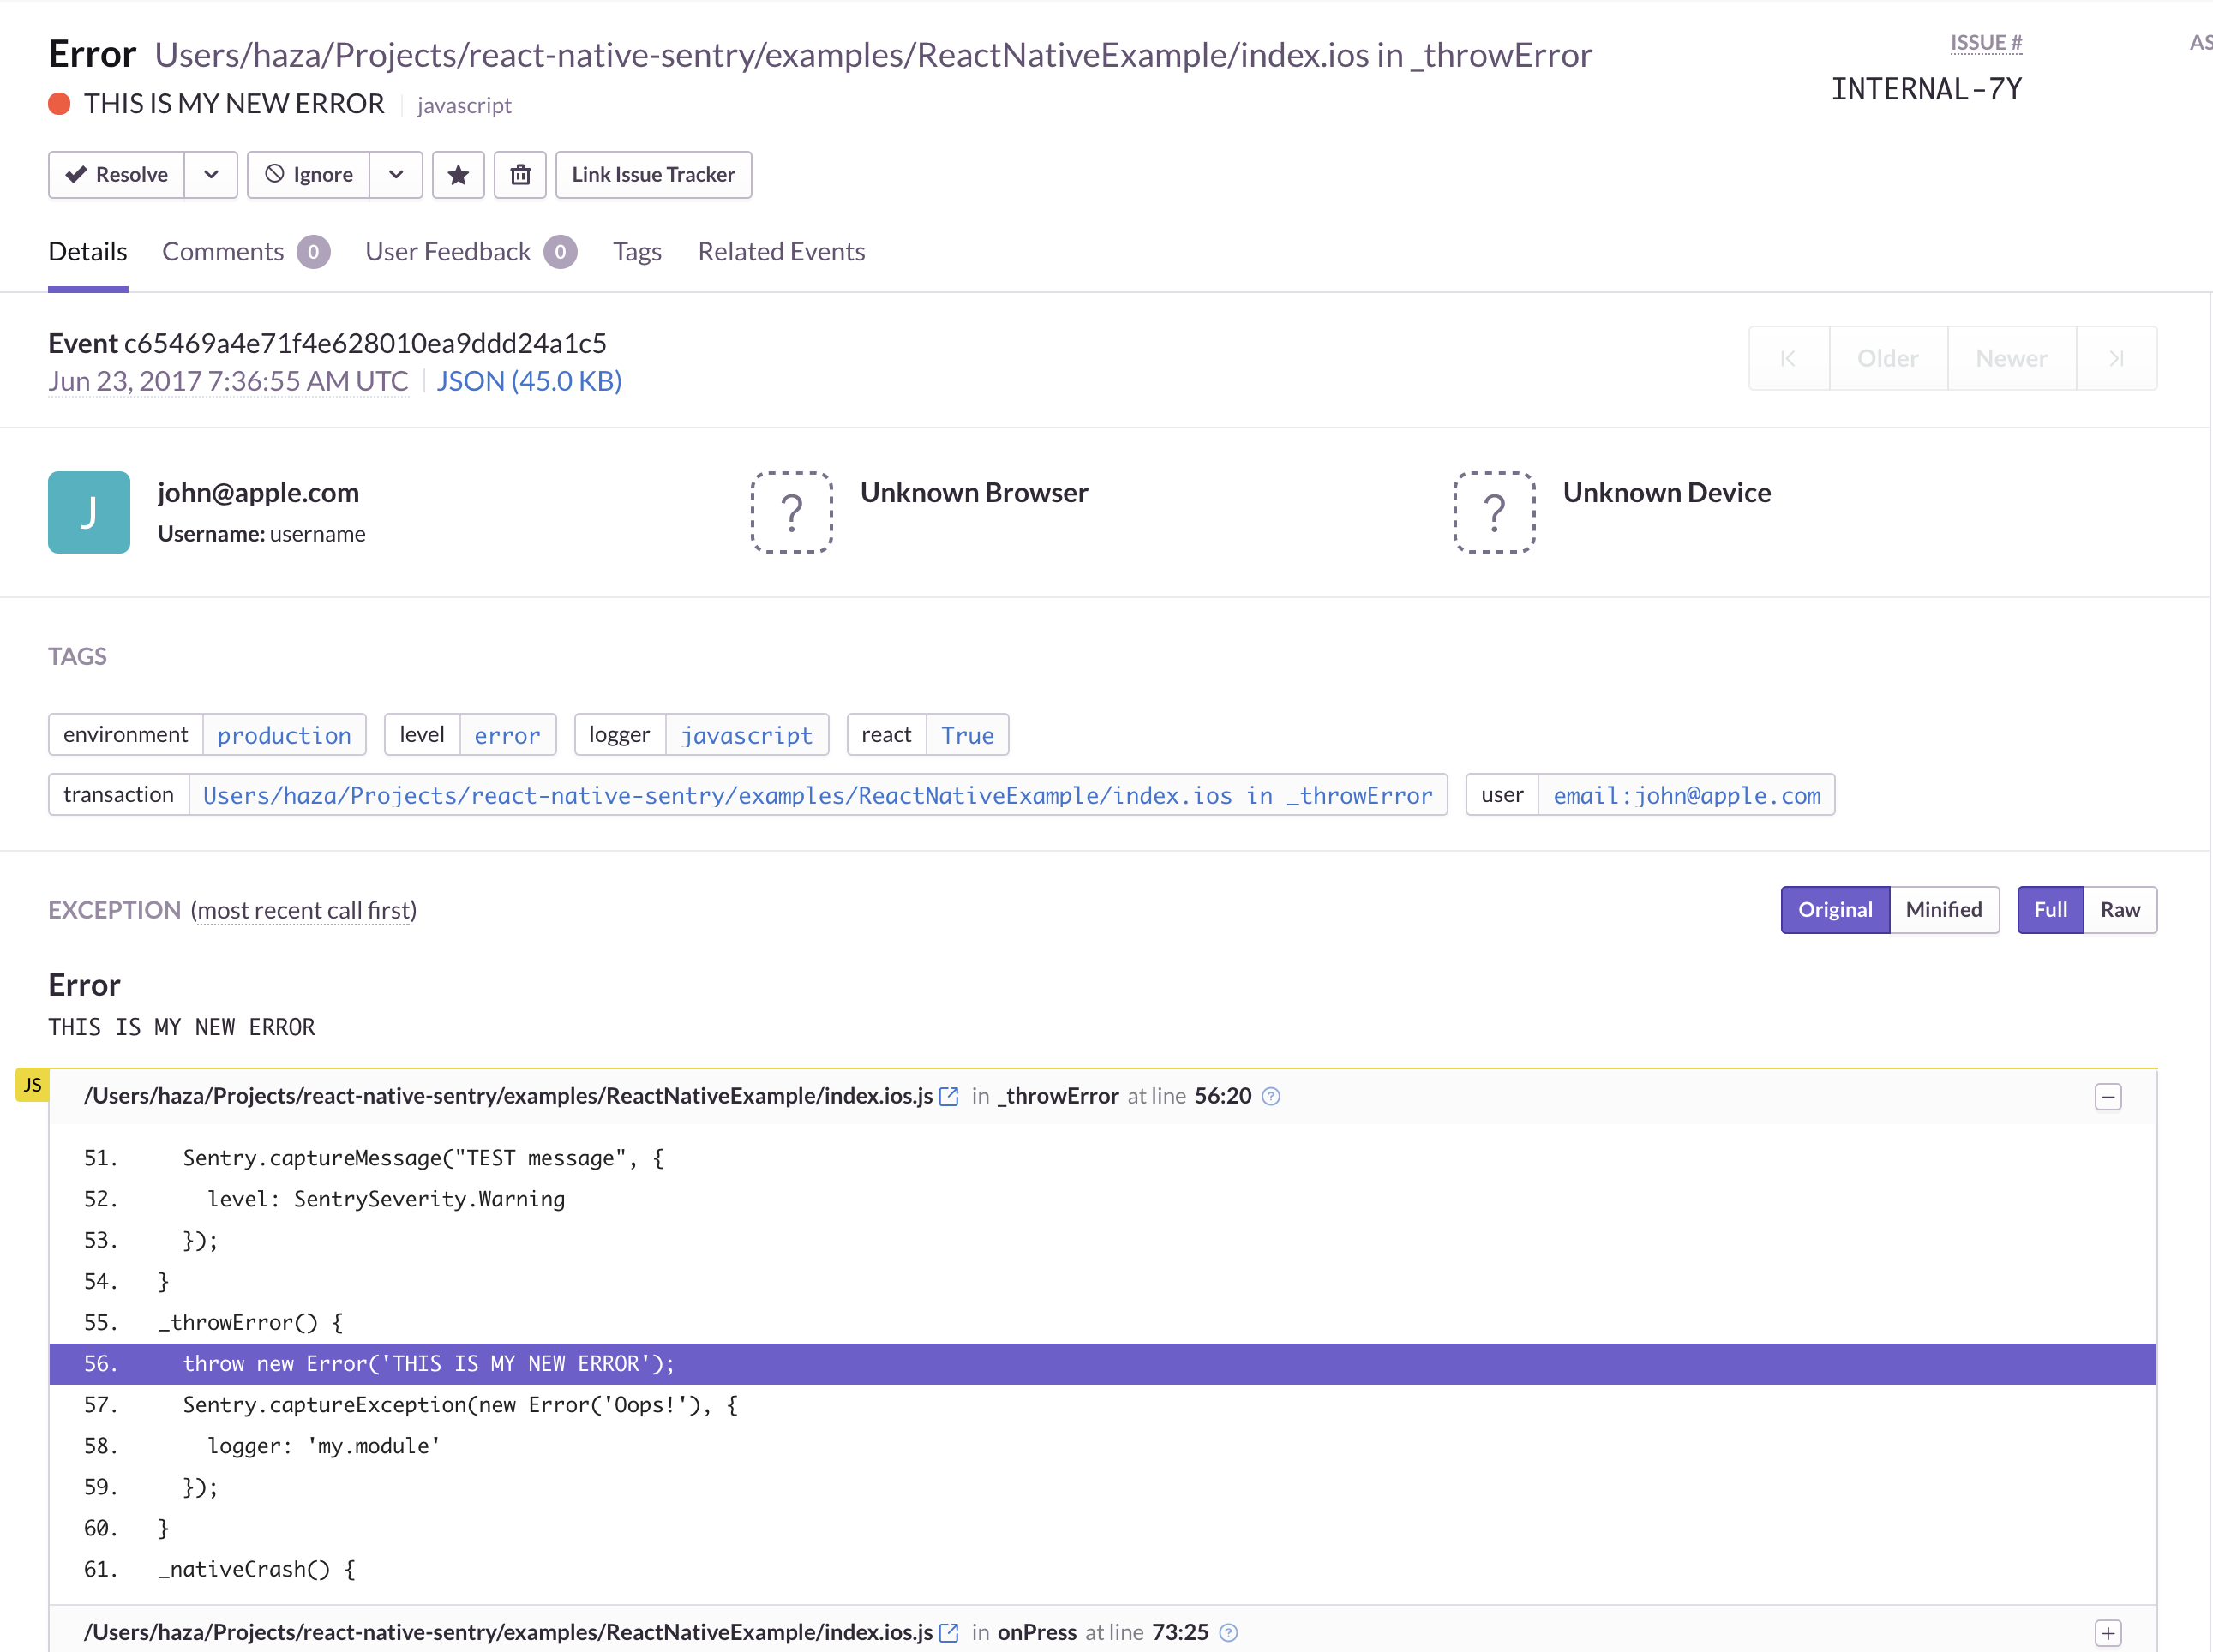 Error Users/haza/Projects/react-native-sentry/examples/ReactNativeExample/index.ios in _throwError
ISSUE #
THIS IS MY NEW ERROR javascript
INTERNAL-7Y
Resolve Ignore Link Issue Tracker
Details Comments 0 User Feedback 0 Tags Related Events
Event c65469a4e71f4e628010ea9ddd24a1c5
Jun 23, 2017 7:36:55 AM UTC JSON (45.0 KB)
Older Newer
J john@apple.com ? Unknown Browser ? Unknown Device
Username: username
TAGS
environment production level error logger javascript react True
transaction Users/haza/Projects/react-native-sentry/examples/ReactNativeExample/index.ios in _throwError user email:john@apple.com
EXCEPTION (most recent call first) Original Minified Full Raw
Error
THIS IS MY NEW ERROR
JS /Users/haza/Projects/react-native-sentry/examples/ReactNativeExample/index.ios.js in _throwError at line 56:20 ?
51. Sentry.captureMessage("TEST message", {
52. level: SentrySeverity.Warning
53. });
54. }
55. _throwError() {
56. throw new Error('THIS IS MY NEW ERROR');
57. Sentry.captureException(new Error('Oops!'), {
58. logger: 'my.module'
59. });
60. }
61. _nativeCrash() {
/Users/haza/Projects/react-native-sentry/examples/ReactNativeExample/index.ios.js in onPress at line 73:25 ?